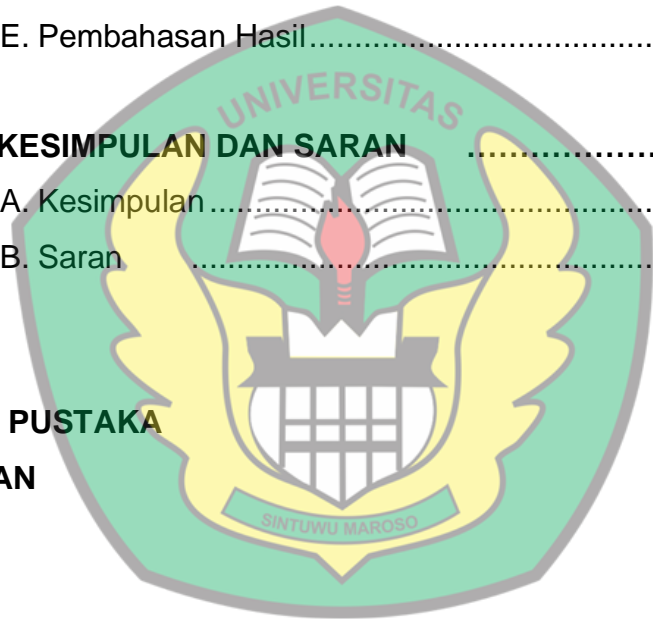 E. Pembahasan Hasil........................................
UNIVERSITAS
KESIMPULAN DAN SARAN ..................
A. Kesimpulan...................................................
B. Saran .....................................................
PUSTAKA
AN
SINTUWU MAROSO